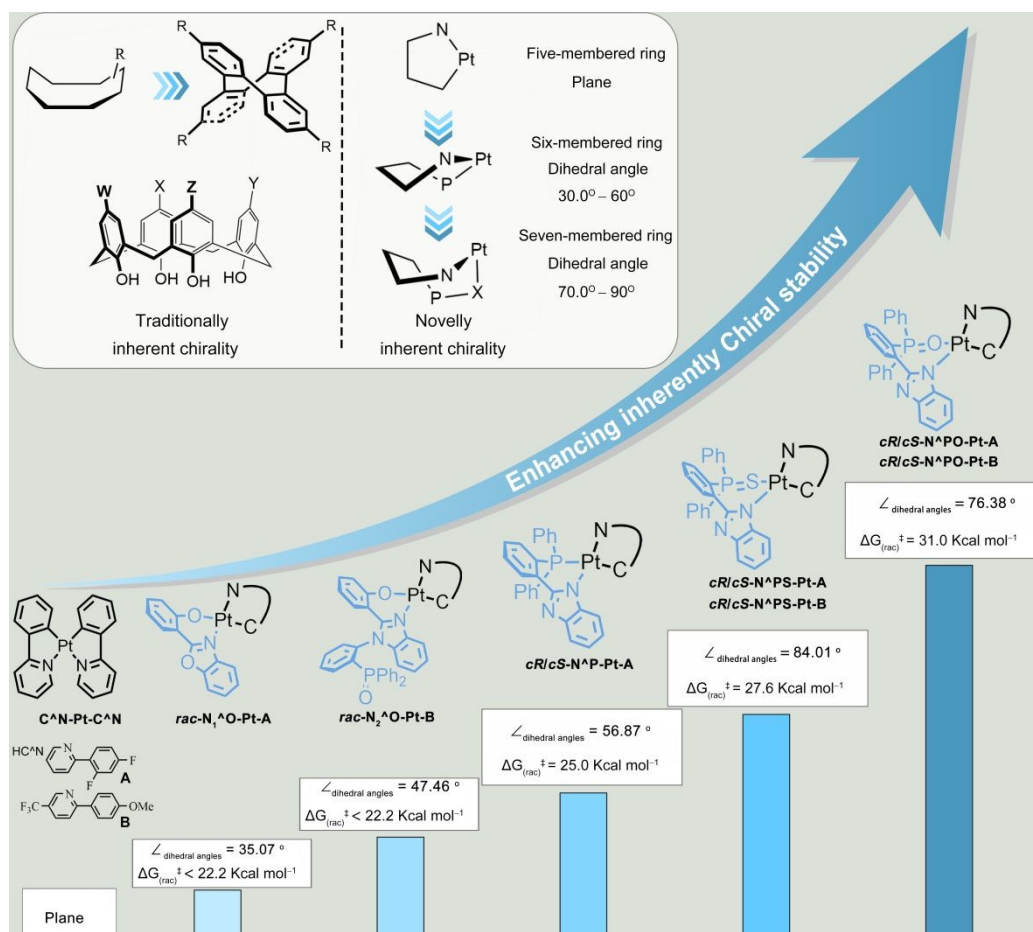 R
R
R
R
R
W
X
Z
Y
OH
OH
OH
HO
Traditionally
inherent chirality
N
Pt
Five-membered ring
Plane
N
Pt
P
Six-membered ring
Dihedral angle
30.0° – 60°
N
Pt
P
X
Seven-membered ring
Dihedral angle
70.0° – 90°
Novelly
inherent chirality
Enhancing inherently Chiral stability
Pt
N
N
C^N-Pt-C^N
HC^N
N
F
F
A
F₃C
N
OMe
B
Plane
N
O
Pt
N
C
O
rac-N₁^O-Pt-A
∠dihedral angles = 35.07 °
ΔG(rac)‡ < 22.2 Kcal mol⁻¹
N
O
Pt
N
C
N
PPh₂
O
rac-N₂^O-Pt-B
∠dihedral angles = 47.46 °
ΔG(rac)‡ < 22.2 Kcal mol⁻¹
Ph
N
P
Pt
Ph
N
C
N
cR/cS-N^P-Pt-A
∠dihedral angles = 56.87 °
ΔG(rac)‡ = 25.0 Kcal mol⁻¹
Ph
N
P=S
Pt
Ph
N
C
N
cR/cS-N^PS-Pt-A
cR/cS-N^PS-Pt-B
∠dihedral angles = 84.01 °
ΔG(rac)‡ = 27.6 Kcal mol⁻¹
Ph
N
P=O
Pt
Ph
N
C
N
cR/cS-N^PO-Pt-A
cR/cS-N^PO-Pt-B
∠dihedral angles = 76.38 °
ΔG(rac)‡ = 31.0 Kcal mol⁻¹